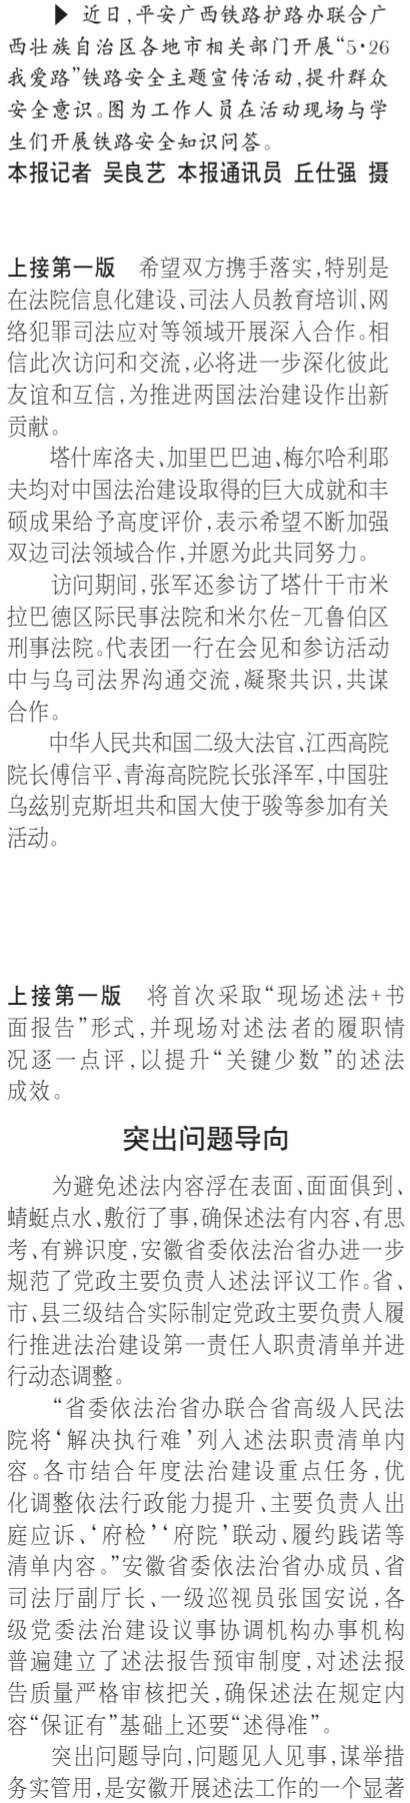 ▶ 近日,平安广西铁路护路办联合广
西壮族自治区各地市相关部门开展“5·26
我爱路”铁路安全主题宣传活动,提升群众
安全意识。图为工作人员在活动现场与学
生们开展铁路安全知识问答。
本报记者 吴良艺 本报通讯员 丘仕强 摄
上接第一版 希望双方携手落实,特别是
在法院信息化建设、司法人员教育培训、网
络犯罪司法应对等领域开展深入合作。相
信此次访问和交流,必将进一步深化彼此
友谊和互信,为推进两国法治建设作出新
贡献。
塔什库洛夫、加里巴巴迪、梅尔哈利耶
夫均对中国法治建设取得的巨大成就和丰
硕成果给予高度评价,表示希望不断加强
双边司法领域合作,并愿为此共同努力。
访问期间,张军还参访了塔什干市米
拉巴德区际民事法院和米尔佐-兀鲁伯区
刑事法院。代表团一行在会见和参访活动
中与乌司法界沟通交流,凝聚共识,共谋
合作。
中华人民共和国二级大法官、江西高院
院长傅信平、青海高院院长张泽军,中国驻
乌兹别克斯坦共和国大使于骏等参加有关
活动。
上接第一版 将首次采取“现场述法+书
面报告”形式,并现场对述法者的履职情
况逐一点评,以提升“关键少数”的述法
成效。
突出问题导向
为避免述法内容浮在表面、面面俱到、
蜻蜓点水、敷衍了事,确保述法有内容、有思
考、有辨识度,安徽省委依法治省办进一步
规范了党政主要负责人述法评议工作。省、
市、县三级结合实际制定党政主要负责人履
行推进法治建设第一责任人职责清单并进
行动态调整。
“省委依法治省办联合省高级人民法
院将‘解决执行难’列入述法职责清单内
容。各市结合年度法治建设重点任务,优
化调整依法行政能力提升、主要负责人出
庭应诉、‘府检’‘府院’联动、履约践诺等
清单内容。”安徽省委依法治省办成员、省
司法厅副厅长、一级巡视员张国安说,各
级党委法治建设议事协调机构办事机构
普遍建立了述法报告预审制度,对述法报
告质量严格审核把关,确保述法在规定内
容“保证有”基础上还要“述得准”。
突出问题导向,问题见人见事,谋举措
务实管用,是安徽开展述法工作的一个显著